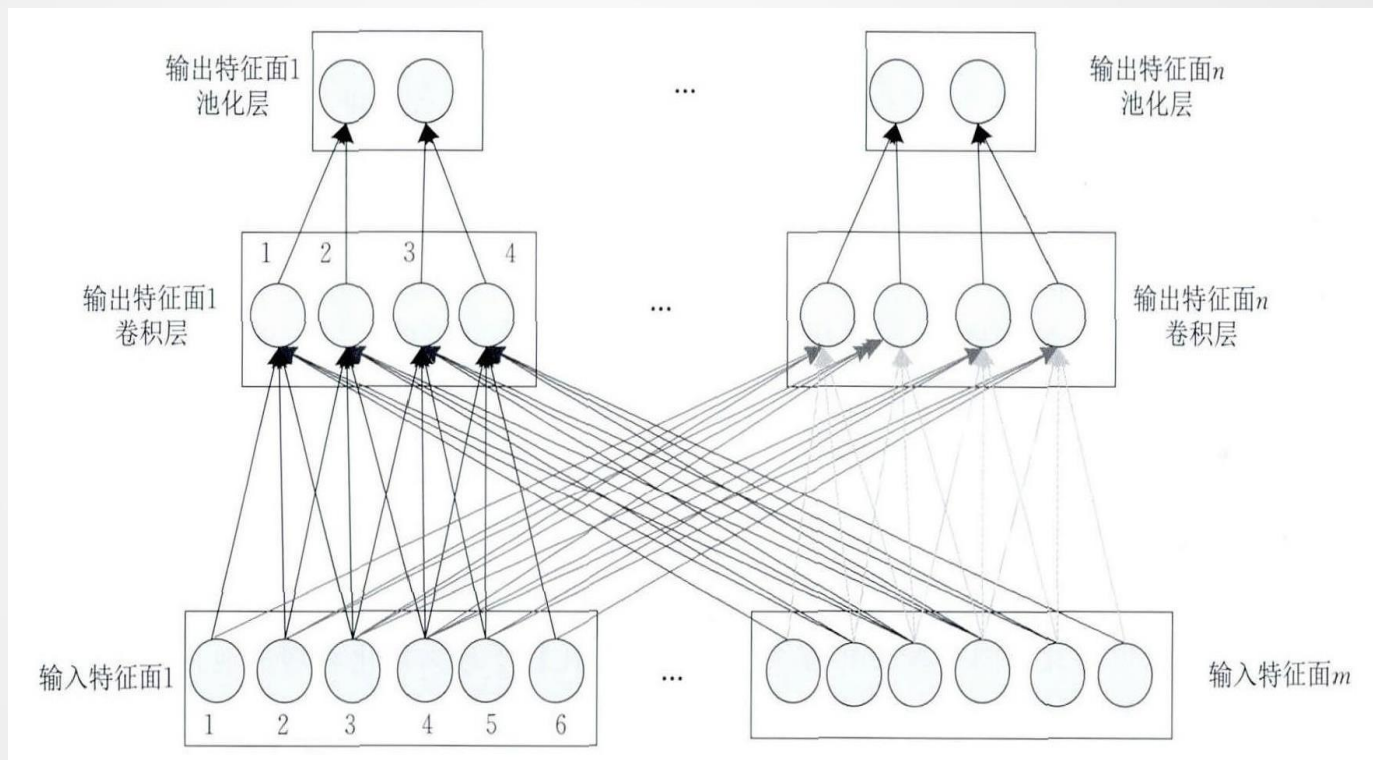 输出特征面1
池化层
...
输出特征面n
池化层
1 2 3 4
输出特征面1
卷积层
...
输出特征面n
卷积层
输入特征面1
...
输入特征面m
1 2 3 4 5 6